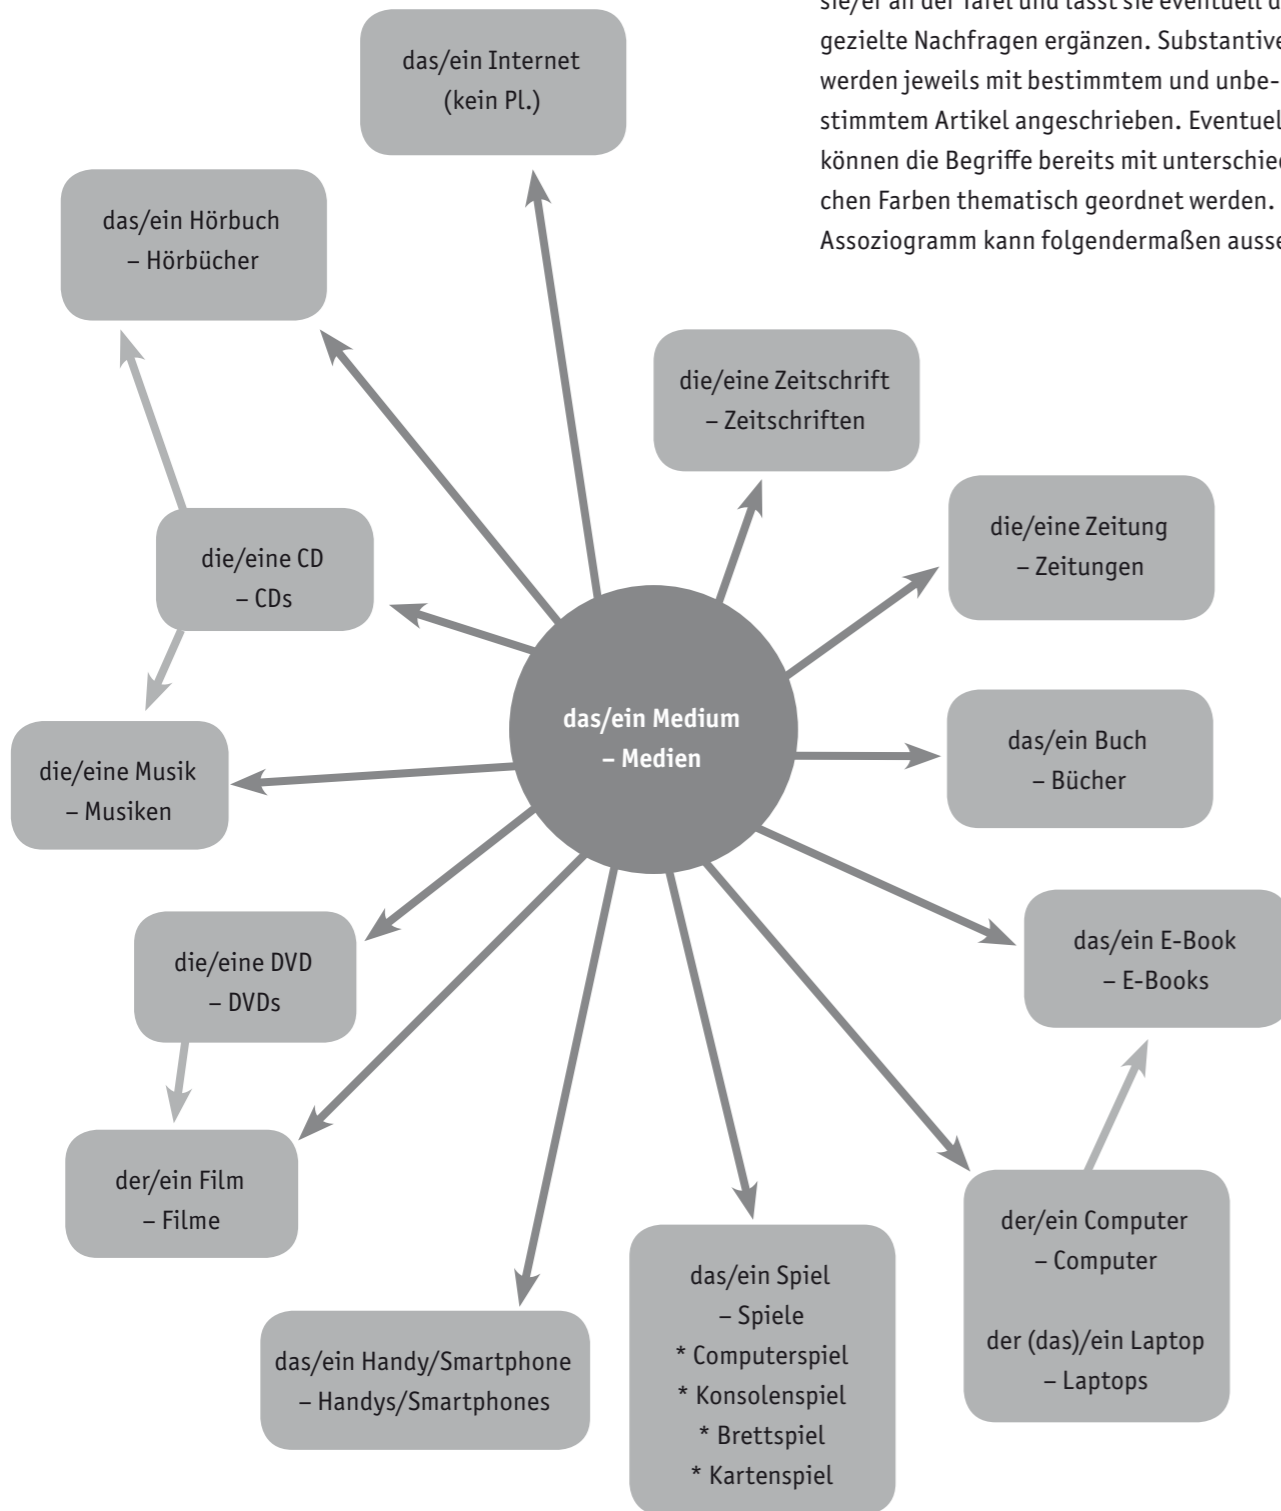 sie/er an der Tafel und lässt sie eventuell
gezielte Nachfragen ergänzen. Substantive
werden jeweils mit bestimmtem und unbe-
stimmtem Artikel angeschrieben.
können die Begriffe bereits mit
chen Farben thematisch geordnet werden.
Assoziogramm kann folgendermaßen
das/ein Internet
(kein Pl.)
das/ein Hörbuch
– Hörbücher
die/eine Zeitschrift
– Zeitschriften
die/eine Zeitung
– Zeitungen
die/eine CD
– CDs
das/ein Medium
– Medien
das/ein Buch
– Bücher
die/eine Musik
– Musiken
die/eine DVD
– DVDs
das/ein E-Book
– E-Books
der/ein Film
– Filme
der/ein Computer
– Computer
der (das)/ein Laptop
– Laptops
das/ein Spiel
– Spiele
* Computerspiel
* Konsolenspiel
* Brettspiel
* Kartenspiel
das/ein Handy/Smartphone
– Handys/Smartphones